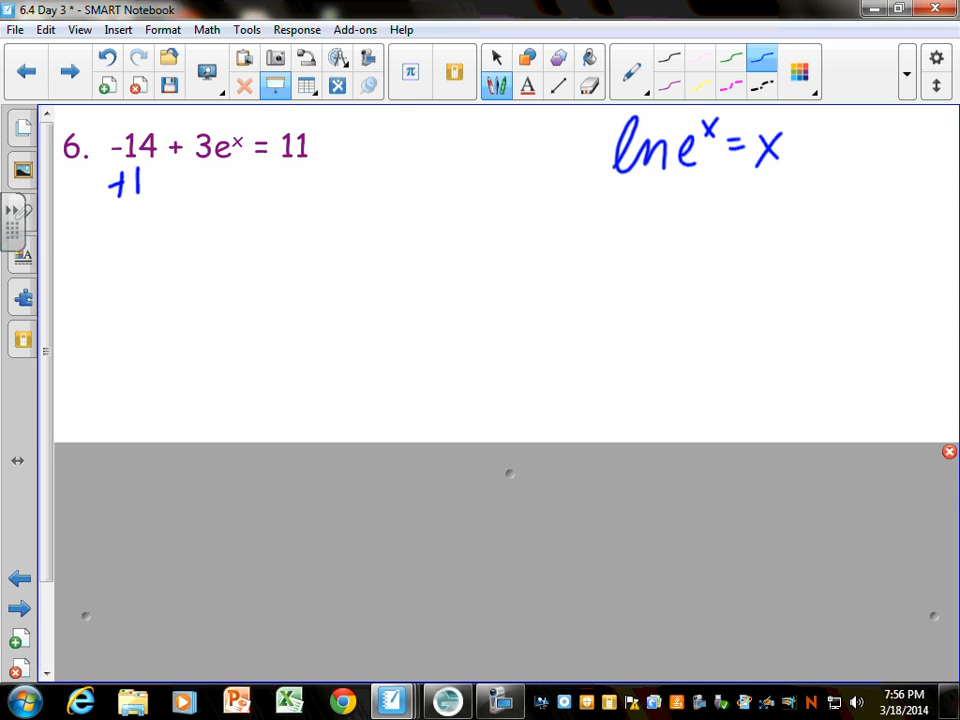 6.4 Day 3 * - SMART Notebook
File Edit View Insert Format Math Tools Response Add-ons Help
6. -14 + 3eˣ = 11
+1
ln eˣ = x
7:56 PM
3/18/2014